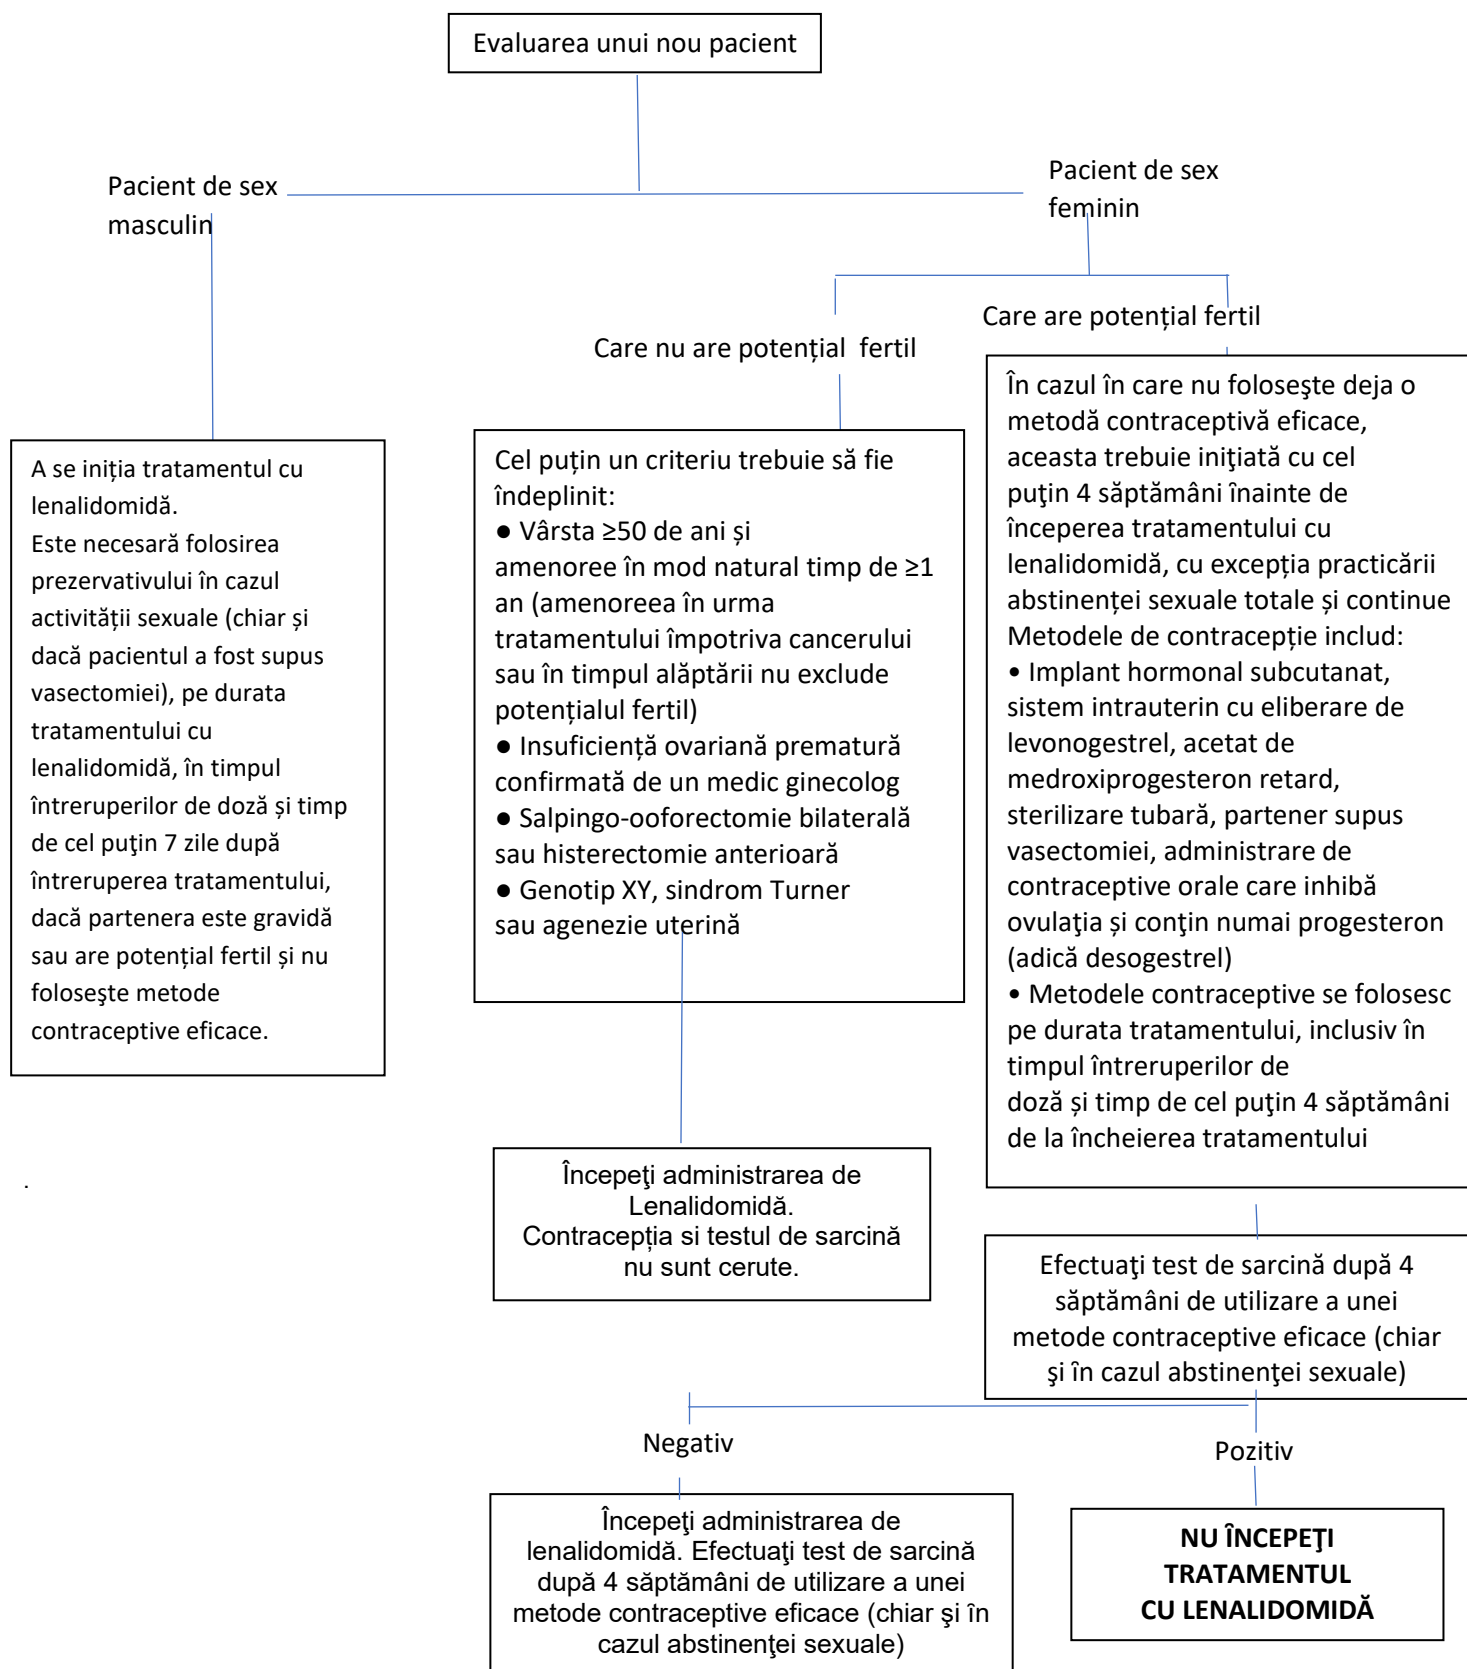 Evaluarea unui nou pacient
Pacient de sex
masculin
Pacient de sex
feminin
Care nu are potențial  fertil
Care are potențial fertil
A se iniția tratamentul cu
lenalidomidă.
Este necesară folosirea
prezervativului în cazul
activității sexuale (chiar și
dacă pacientul a fost supus
vasectomiei), pe durata
tratamentului cu
lenalidomidă, în timpul
întreruperilor de doză și timp
de cel puţin 7 zile după
întreruperea tratamentului,
dacă partenera este gravidă
sau are potențial fertil și nu
foloseşte metode
contraceptive eficace.
Cel puțin un criteriu trebuie să fie
îndeplinit:
● Vârsta ≥50 de ani și
amenoree în mod natural timp de ≥1
an (amenoreea în urma
tratamentului împotriva cancerului
sau în timpul alăptării nu exclude
potențialul fertil)
● Insuficiență ovariană prematură
confirmată de un medic ginecolog
● Salpingo-ooforectomie bilaterală
sau histerectomie anterioară
● Genotip XY, sindrom Turner
sau agenezie uterină
În cazul în care nu foloseşte deja o
metodă contraceptivă eficace,
aceasta trebuie iniţiată cu cel
puţin 4 săptămâni înainte de
începerea tratamentului cu
lenalidomidă, cu excepția practicării
abstinenței sexuale totale și continue
Metodele de contracepție includ:
• Implant hormonal subcutanat,
sistem intrauterin cu eliberare de
levonogestrel, acetat de
medroxiprogesteron retard,
sterilizare tubară, partener supus
vasectomiei, administrare de
contraceptive orale care inhibă
ovulaţia și conţin numai progesteron
(adică desogestrel)
• Metodele contraceptive se folosesc
pe durata tratamentului, inclusiv în
timpul întreruperilor de
doză și timp de cel puţin 4 săptămâni
de la încheierea tratamentului
Începeţi administrarea de
Lenalidomidă.
Contracepția si testul de sarcină
nu sunt cerute.
.
Efectuaţi test de sarcină după 4
săptămâni de utilizare a unei
metode contraceptive eficace (chiar
şi în cazul abstinenţei sexuale)
Negativ
Pozitiv
Începeţi administrarea de
lenalidomidă. Efectuaţi test de sarcină
după 4 săptămâni de utilizare a unei
metode contraceptive eficace (chiar şi în
cazul abstinenţei sexuale)
NU ÎNCEPEŢI
TRATAMENTUL
CU LENALIDOMIDĂ